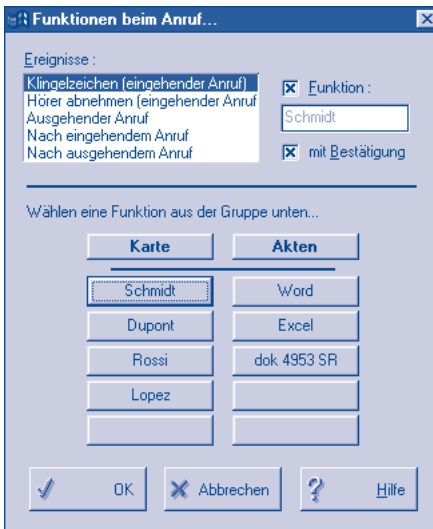 Funktionen beim Anruf...
Ereignisse :
Klingelzeichen (eingehender Anruf)
Hörer abnehmen (eingehender Anruf
Ausgehender Anruf
Nach eingehendem Anruf
Nach ausgehendem Anruf
Funktion :
Schmidt
mit Bestätigung
Wählen eine Funktion aus der Gruppe unten...
Karte Akten
Schmidt Word
Dupont Excel
Rossi dok 4953 SR
Lopez
OK Abbrechen Hilfe